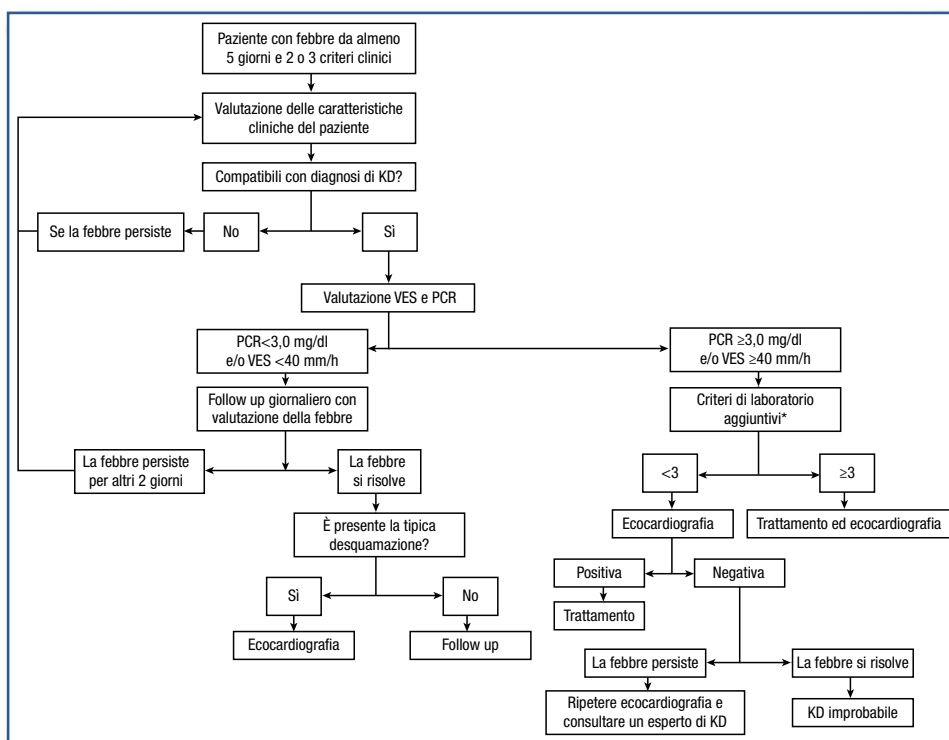 Paziente con febbre da almeno
5 giorni e 2 o 3 criteri clinici
Valutazione delle caratteristiche
cliniche del paziente
Compatibili con diagnosi di KD?
Se la febbre persiste
No
Sì
Valutazione VES e PCR
PCR<3,0 mg/dl
e/o VES <40 mm/h
PCR ≥3,0 mg/dl
e/o VES ≥40 mm/h
Follow up giornaliero con
valutazione della febbre
Criteri di laboratorio
aggiuntivi*
La febbre persiste
per altri 2 giorni
La febbre
si risolve
<3
≥3
È presente la tipica
desquamazione?
Ecocardiografia
Trattamento ed ecocardiografia
Sì
No
Positiva
Negativa
Ecocardiografia
Follow up
Trattamento
La febbre persiste
La febbre si risolve
Ripetere ecocardiografia e
consultare un esperto di KD
KD improbabile